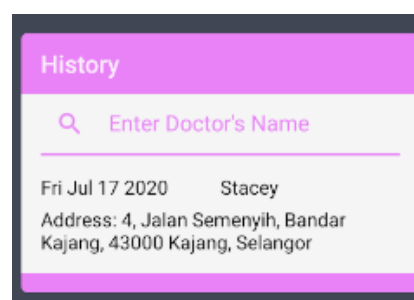 History
Enter Doctor's Name
Fri Jul 17 2020 Stacey
Address: 4, Jalan Semenyih, Bandar
Kajang, 43000 Kajang, Selangor